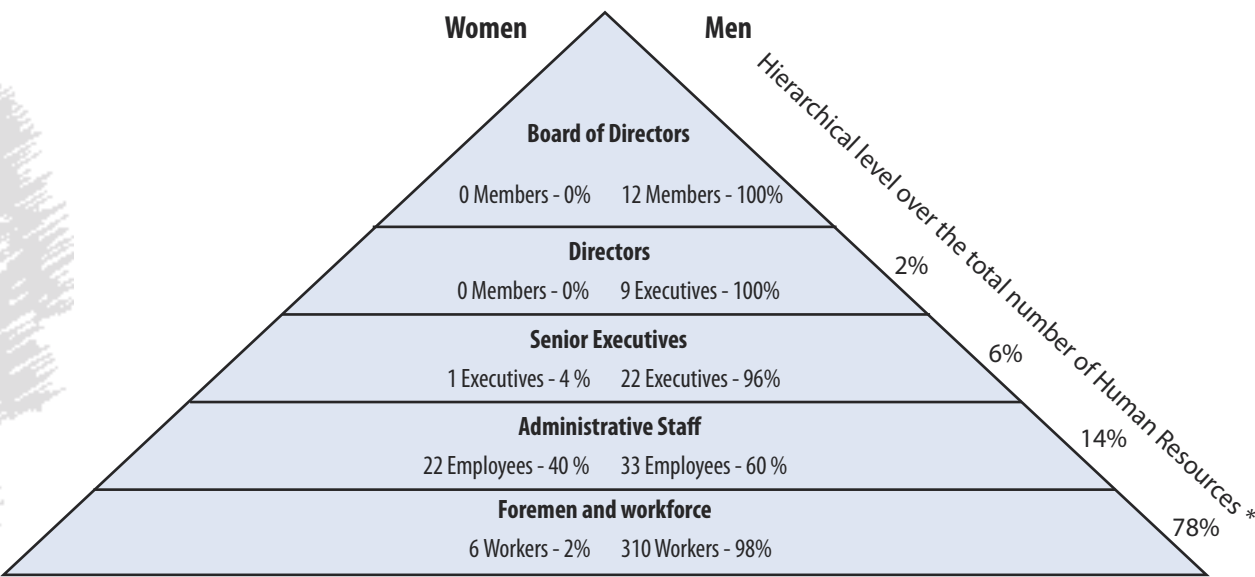 Women Men
Hierarchical level over the total number of Human Resources *
Board of Directors
0 Members - 0% 12 Members - 100%
Directors
0 Members - 0% 9 Executives - 100%
2%
Senior Executives
1 Executives - 4 % 22 Executives - 96%
6%
Administrative Staff
22 Employees - 40 % 33 Employees - 60 %
14%
Foremen and workforce
6 Workers - 2% 310 Workers - 98%
78%